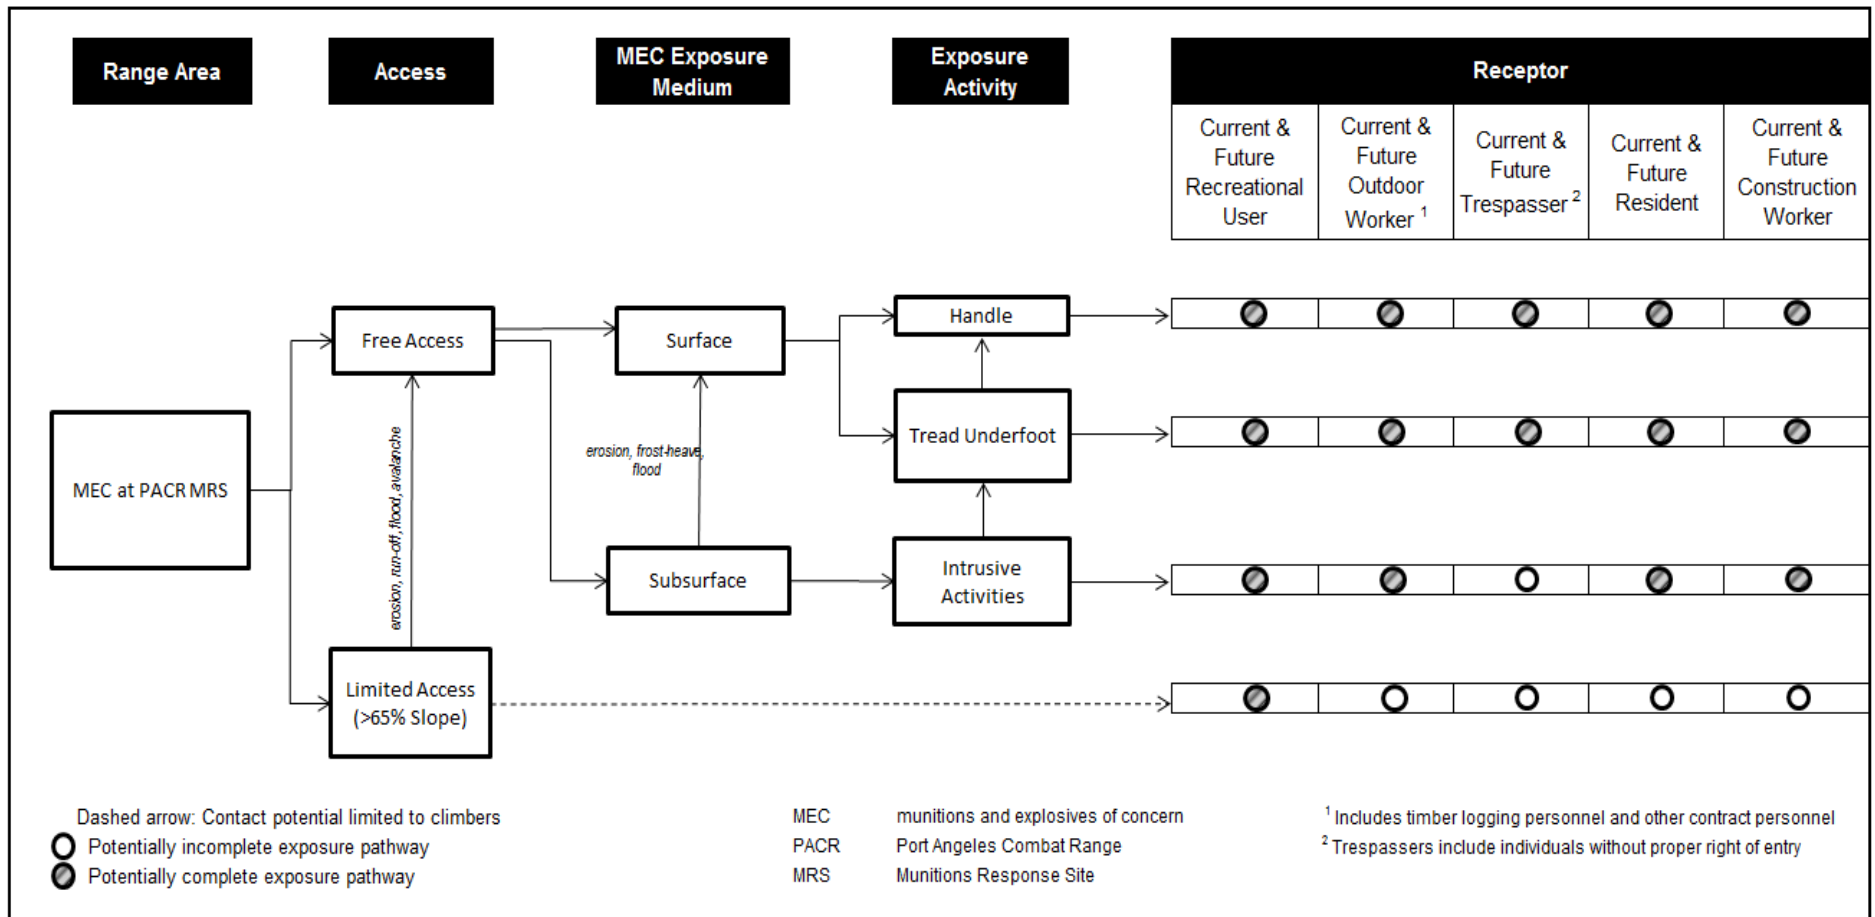 Range Area
Access
MEC Exposure
Medium
Exposure
Activity
Receptor
Current &
Future
Recreational
User
Current &
Future
Outdoor
Worker 1
Current &
Future
Trespasser 2
Current &
Future
Resident
Current &
Future
Construction
Worker
MEC at PACR MRS
Free Access
erosion, run-off, flood, avalanche
Limited Access
(>65% Slope)
Surface
erosion, frost-heave,
flood
Subsurface
Handle
Tread Underfoot
Intrusive
Activities
Dashed arrow: Contact potential limited to climbers
Potentially incomplete exposure pathway
Potentially complete exposure pathway
MEC munitions and explosives of concern
PACR Port Angeles Combat Range
MRS Munitions Response Site
1 Includes timber logging personnel and other contract personnel
2 Trespassers include individuals without proper right of entry